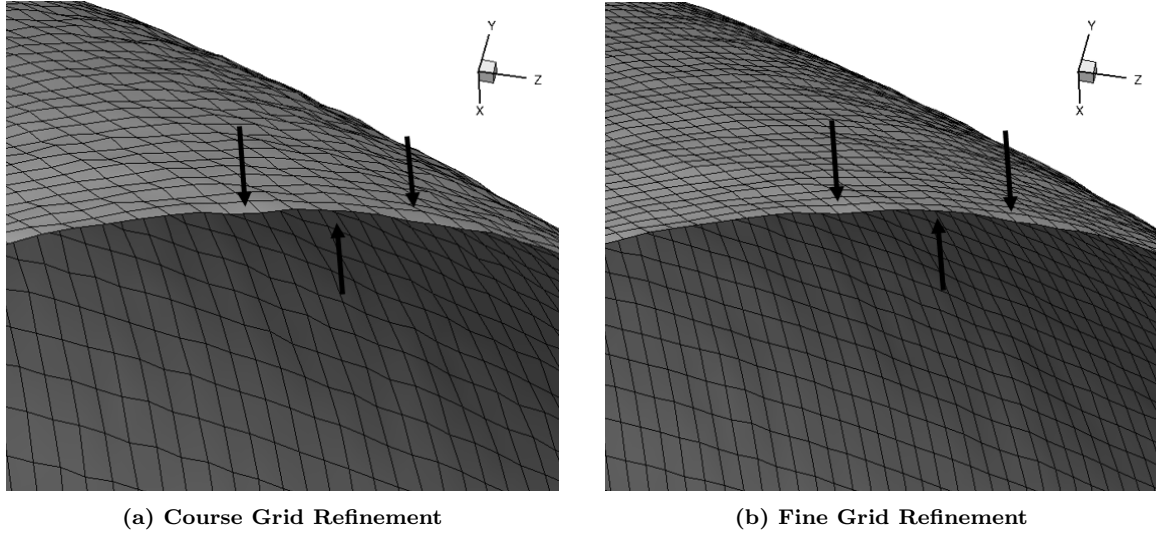 Y
Z
X
Y
Z
X
(a) Course Grid Refinement
(b) Fine Grid Refinement